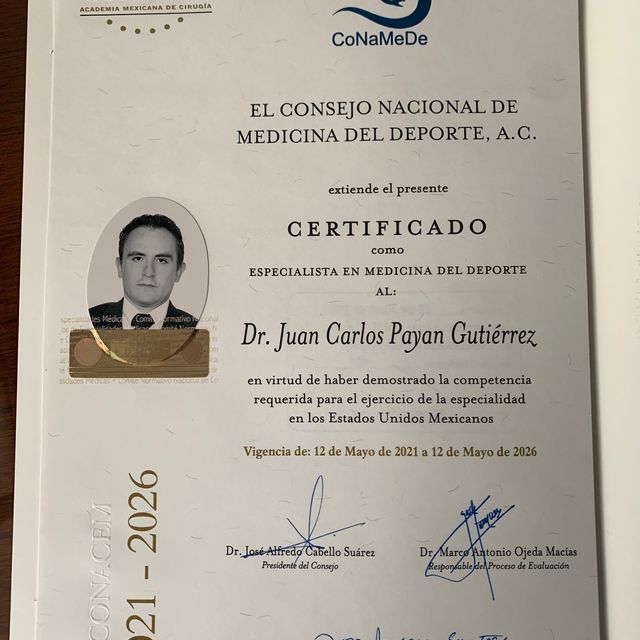 ACADEMIA MEXICANA DE CIRUGÍA
CoNaMeDe
EL CONSEJO NACIONAL DE
MEDICINA DEL DEPORTE, A.C.
extiende el presente
CERTIFICADO
como
ESPECIALISTA EN MEDICINA DEL DEPORTE
AL:
Dr. Juan Carlos Payan Gutiérrez
en virtud de haber demostrado la competencia
requerida para el ejercicio de la especialidad
en los Estados Unidos Mexicanos
Vigencia de: 12 de Mayo de 2021 a 12 de Mayo de 2026
Dr. José Alfredo Cabello Suárez
Presidente del Consejo
Dr. Marco Antonio Ojeda Macías
Responsable del Proceso de Evaluación
CONACEM
021 - 2026